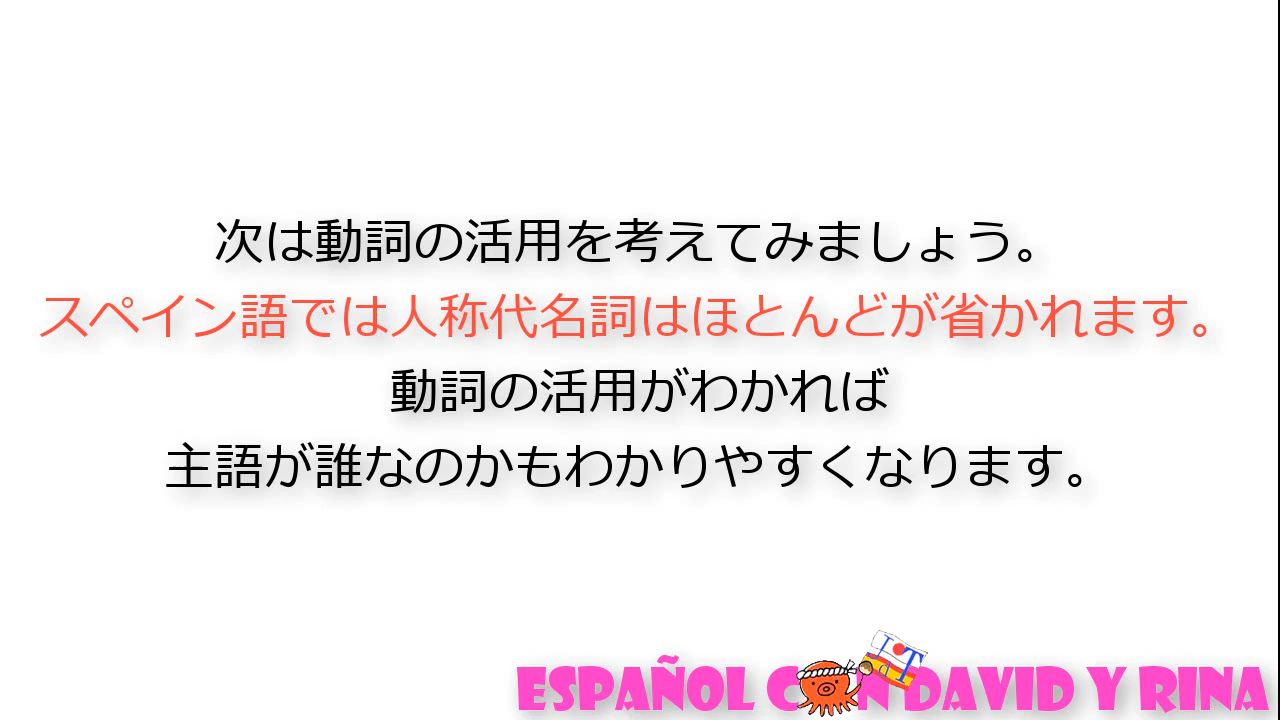 次は動詞の活用を考えてみましょう。
スペイン語では人称代名詞はほとんどが省かれます。
動詞の活用がわかれば
主語が誰なのかもわかりやすくなります。
ESPAÑOL CON DAVID Y RINA